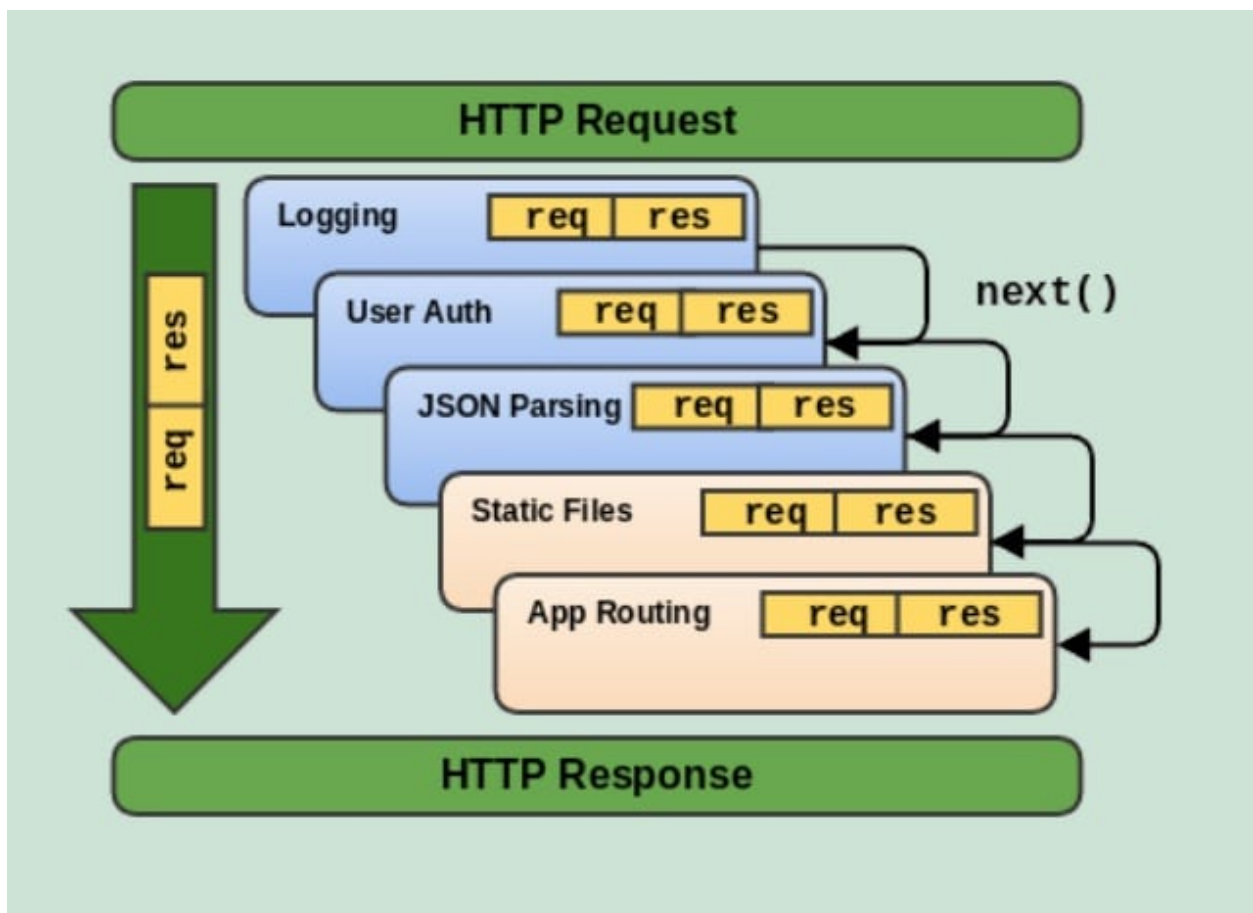 HTTP Request
Logging req res
next()
User Auth req res
res
req
JSON Parsing req res
Static Files req res
App Routing req res
HTTP Response